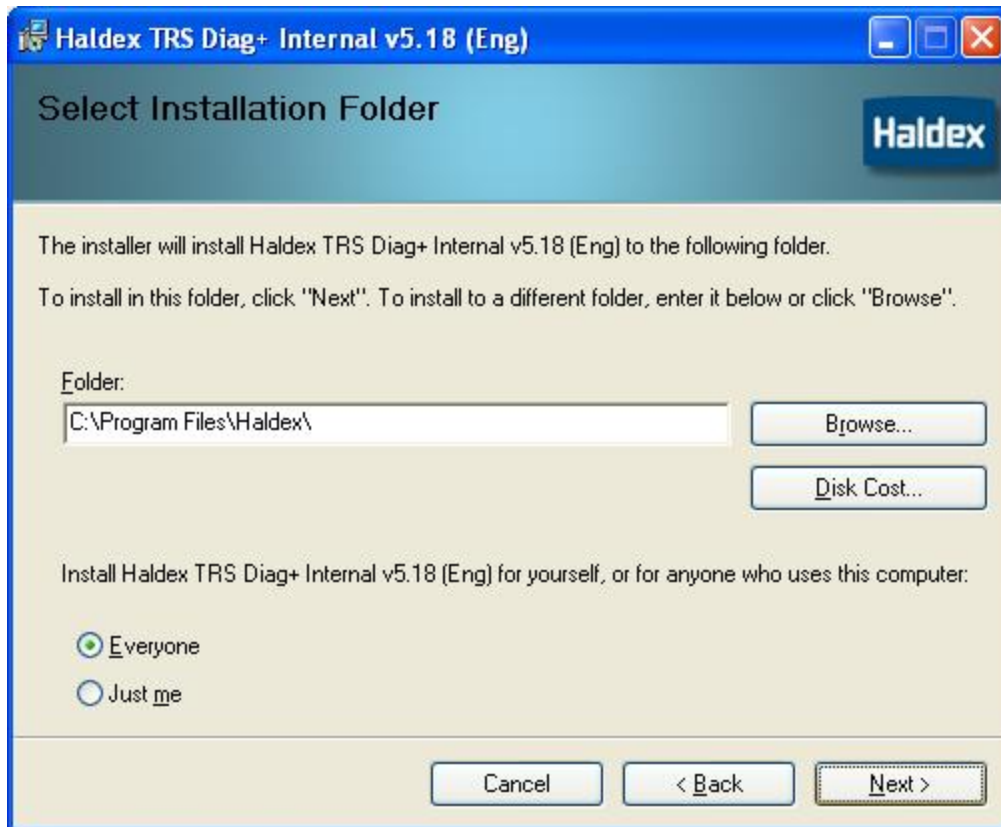 Haldex TRS Diag+ Internal v5.18 (Eng)
Select Installation Folder
Haldex
The installer will install Haldex TRS Diag+ Internal v5.18 (Eng) to the following folder.
To install in this folder, click "Next". To install to a different folder, enter it below or click "Browse".
Folder:
C:\Program Files\Haldex\
Browse...
Disk Cost...
Install Haldex TRS Diag+ Internal v5.18 (Eng) for yourself, or for anyone who uses this computer:
Everyone
Just me
Cancel
< Back
Next >